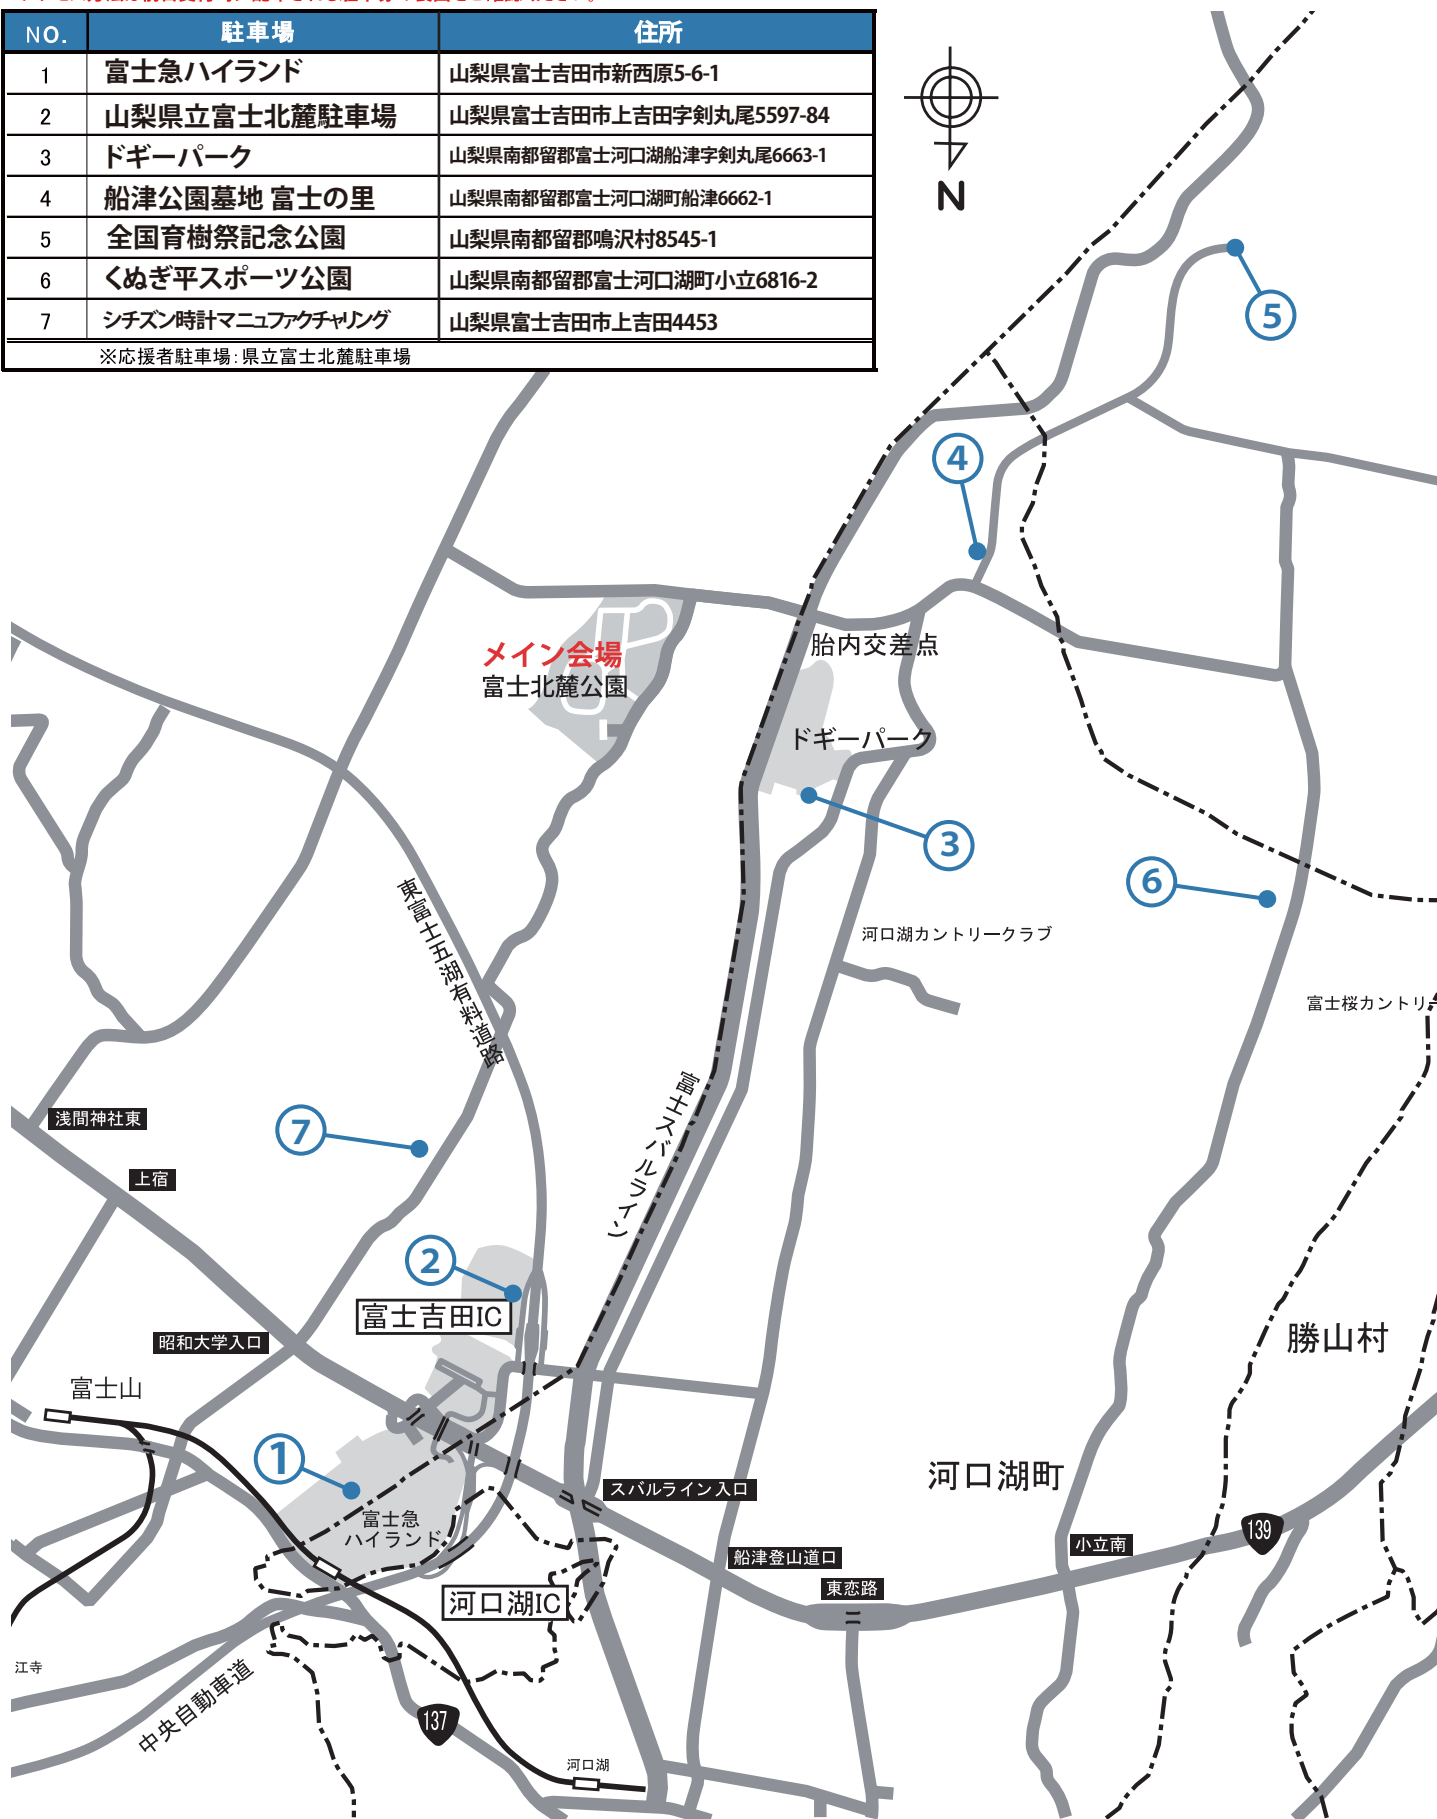 NO. 駐車場 住所
1 富士急ハイランド 山梨県富士吉田市新西原5-6-1
2 山梨県立富士北麓駐車場 山梨県富士吉田市上吉田字剣丸尾5597-84
3 ドギーパーク 山梨県南都留郡富士河口湖船津字剣丸尾6663-1
4 船津公園墓地 富士の里 山梨県南都留郡富士河口湖町船津6662-1
5 全国育樹祭記念公園 山梨県南都留郡鳴沢村8545-1
6 くぬぎ平スポーツ公園 山梨県南都留郡富士河口湖町小立6816-2
7 シチズン時計マニュファクチャリング 山梨県富士吉田市上吉田4453
※応援者駐車場：県立富士北麓駐車場
N
5
4
胎内交差点
メイン会場
富士北麓公園
ドギーパーク
3
6
東富士五湖有料道路
河口湖カントリークラブ
富士桜カントリー
富士スバルライン
浅間神社東
7
上宿
2
富士吉田IC
昭和大学入口
勝山村
富士山
1
河口湖町
スバルライン入口
富士急
ハイランド
139
小立南
船津登山道口
東恋路
河口湖IC
江寺
中央自動車道
137
河口湖